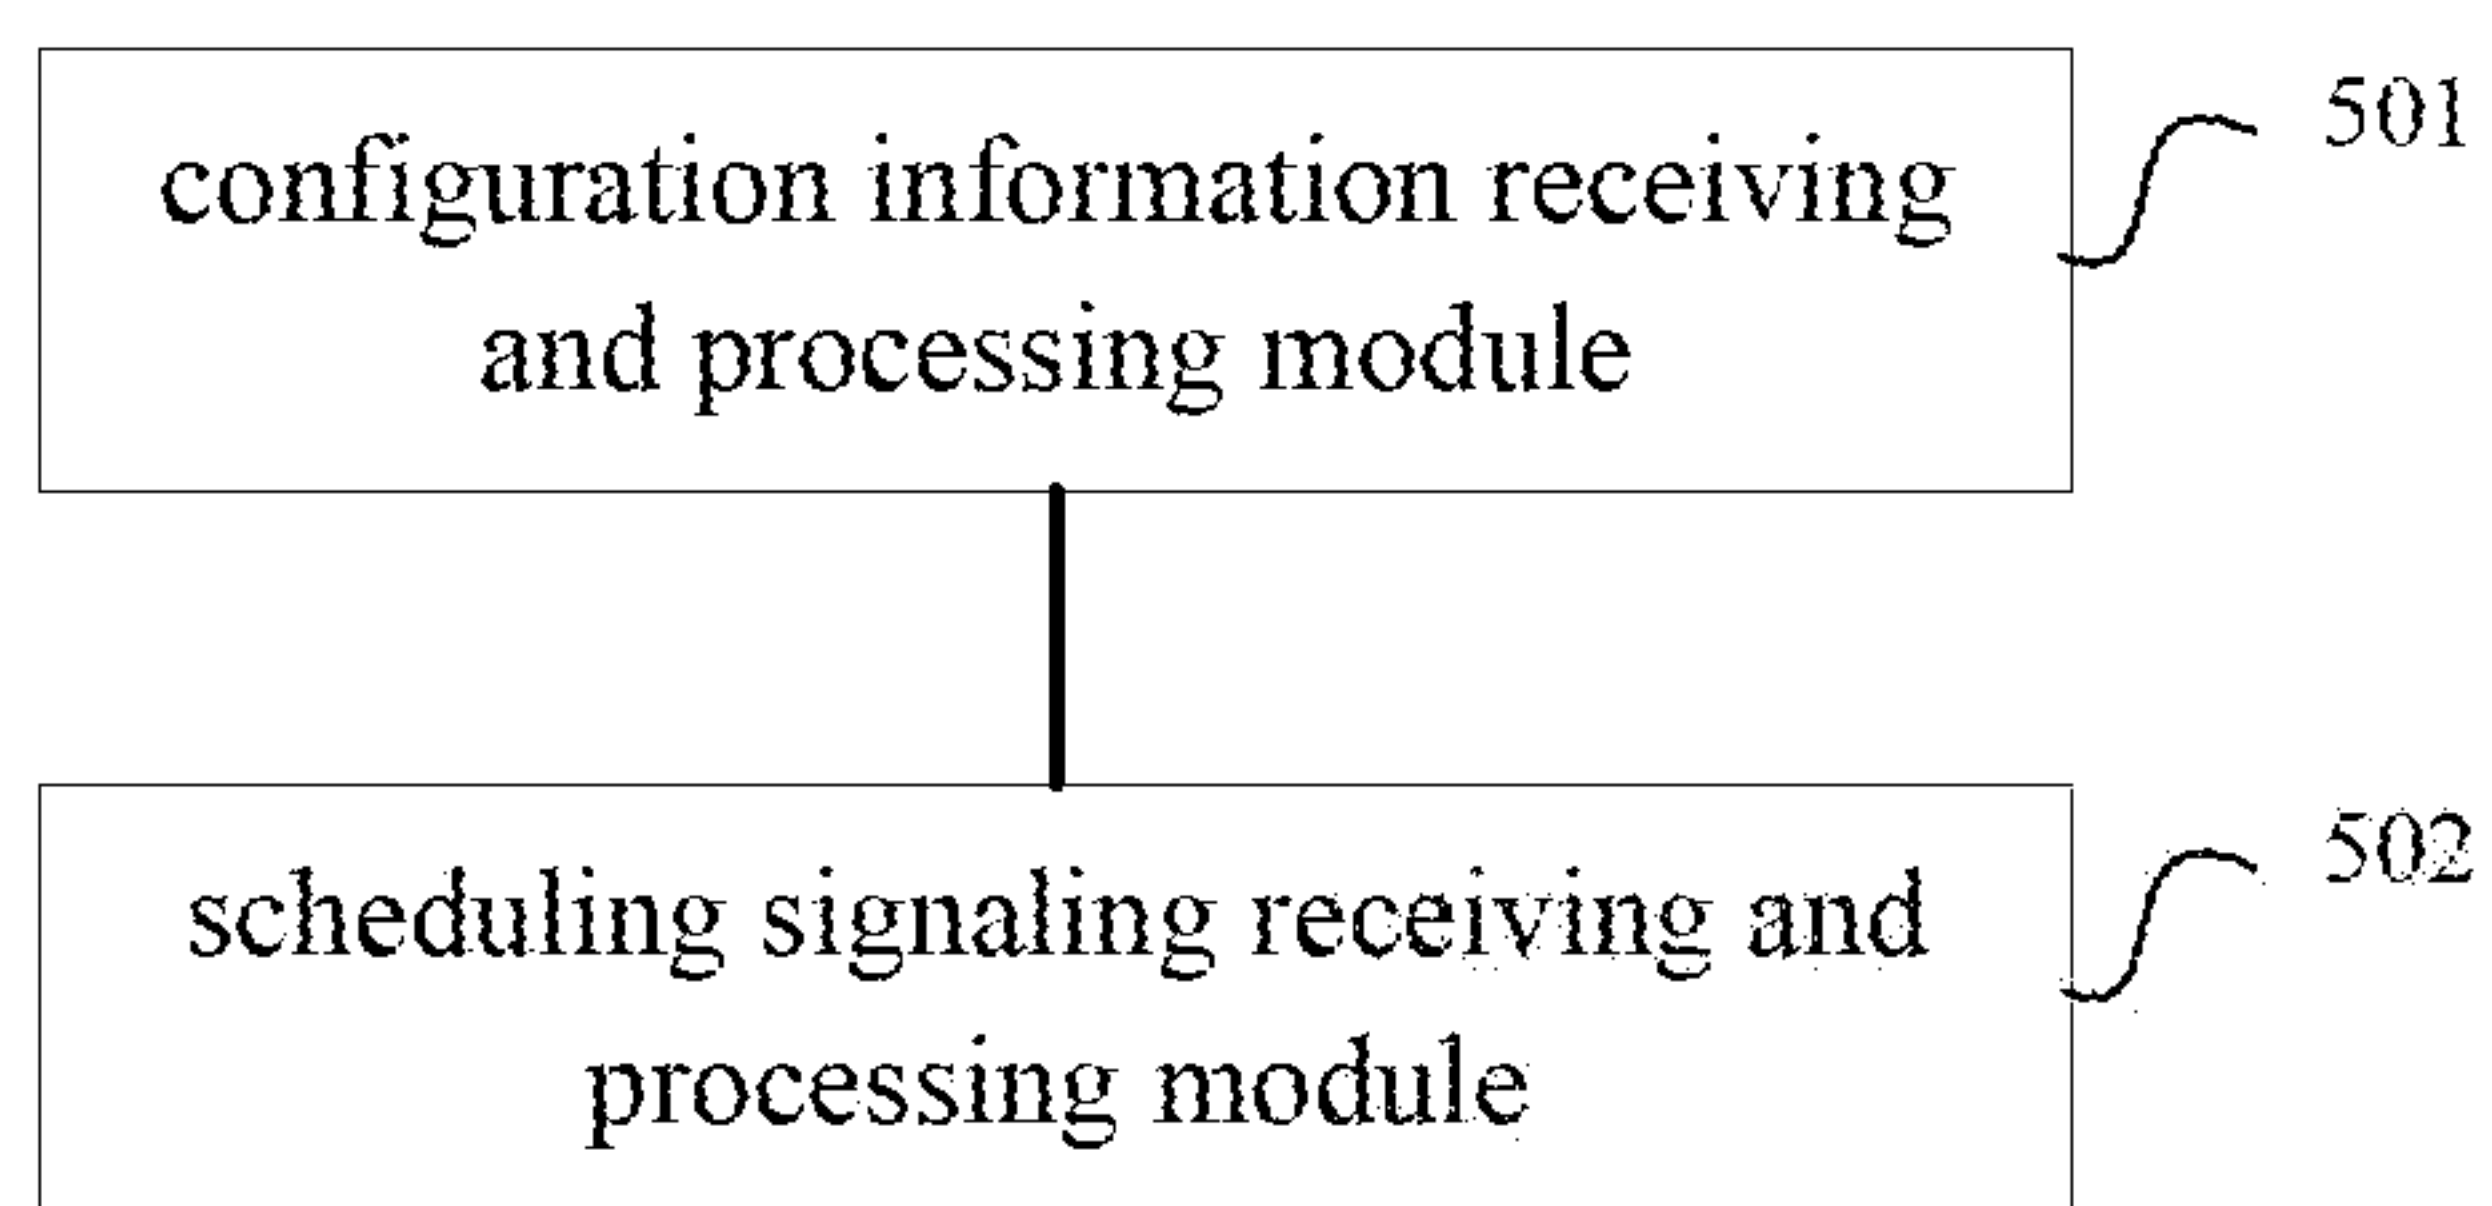 configuration information receiving
and processing module
501
scheduling signaling receiving and
processing module
502